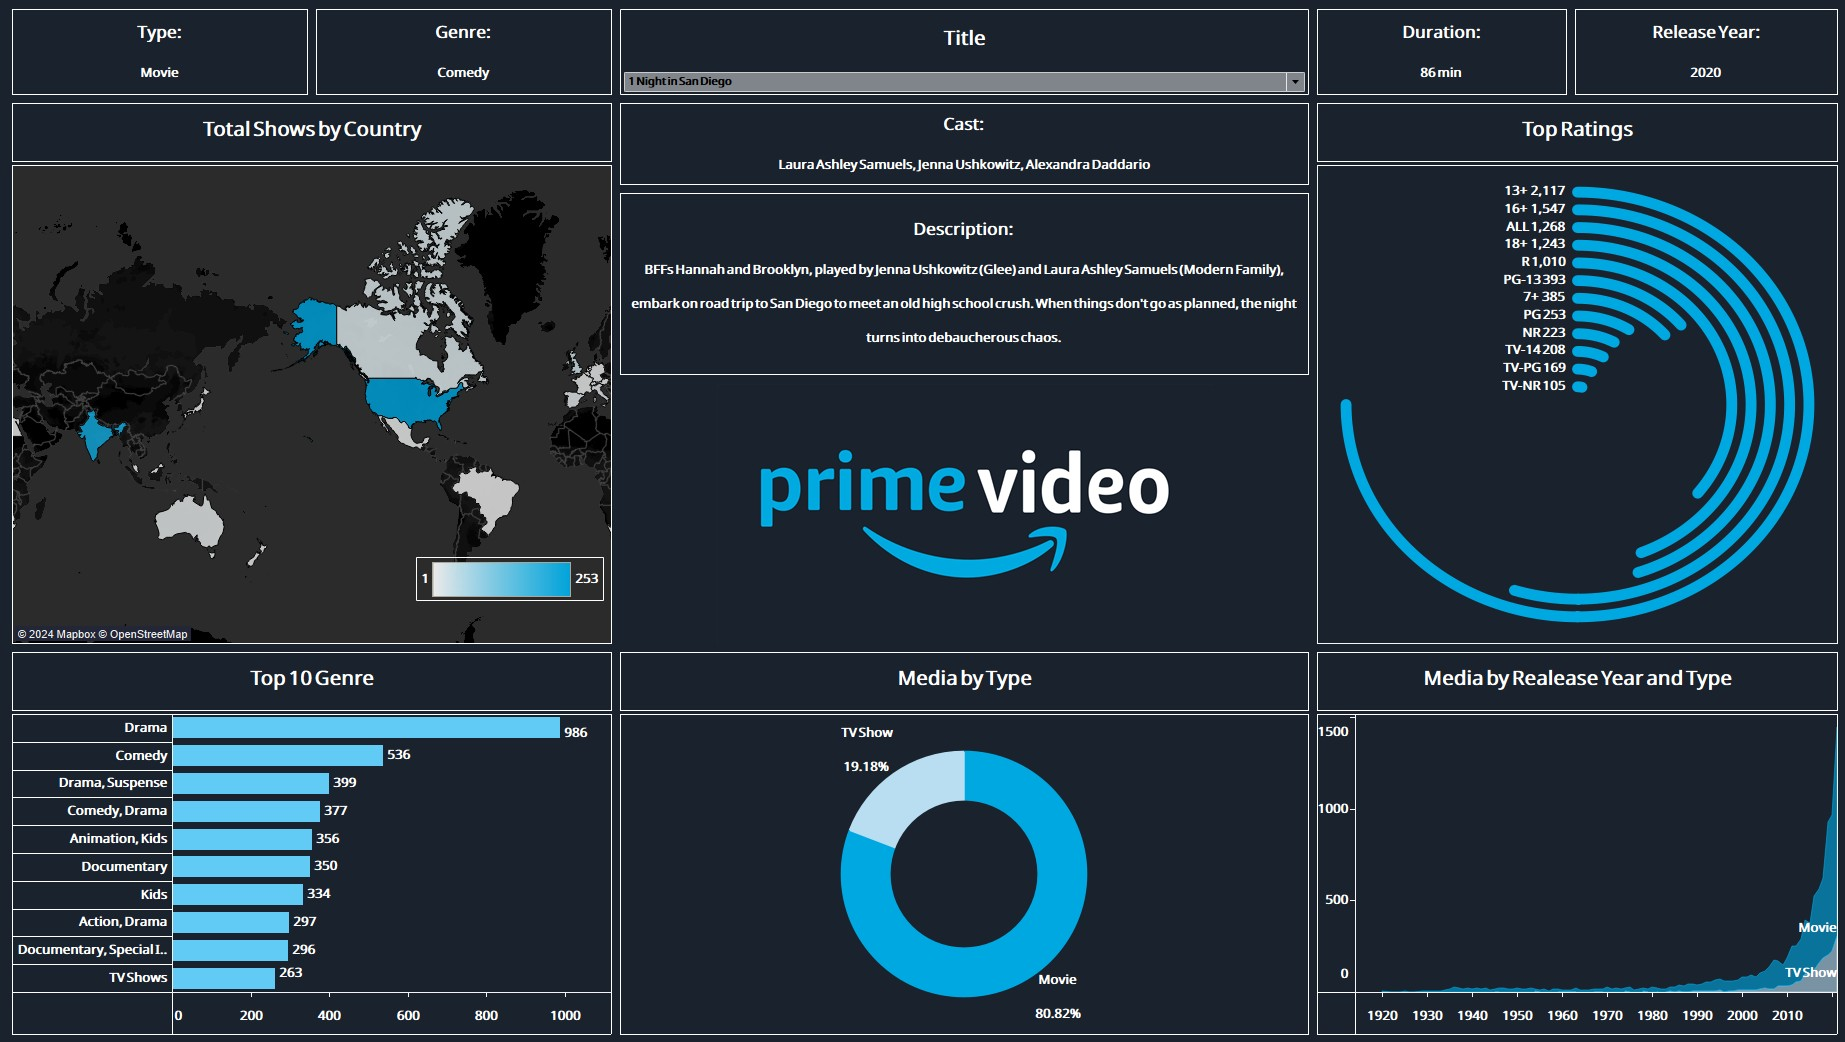 Type:
Movie
Genre:
Comedy
Title
1 Night in San Diego
Duration:
86 min
Release Year:
2020
Total Shows by Country
1
253
© 2024 Mapbox © OpenStreetMap
Cast:
Laura Ashley Samuels, Jenna Ushkowitz, Alexandra Daddario
Description:
BFFs Hannah and Brooklyn, played by Jenna Ushkowitz (Glee) and Laura Ashley Samuels (Modern Family),
embark on road trip to San Diego to meet an old high school crush. When things don't go as planned, the night
turns into debaucherous chaos.
prime video
Top Ratings
13+ 2,117
16+ 1,547
ALL 1,268
18+ 1,243
R 1,010
PG-13 393
7+ 385
PG 253
NR 223
TV-14 208
TV-PG 169
TV-NR 105
Top 10 Genre
Drama 986
Comedy 536
Drama, Suspense 399
Comedy, Drama 377
Animation, Kids 356
Documentary 350
Kids 334
Action, Drama 297
Documentary, Special I.. 296
TV Shows 263
0 200 400 600 800 1000
Media by Type
TV Show
19.18%
Movie
80.82%
Media by Realease Year and Type
1500
1000
500
0
Movie
TV Show
1920 1930 1940 1950 1960 1970 1980 1990 2000 2010